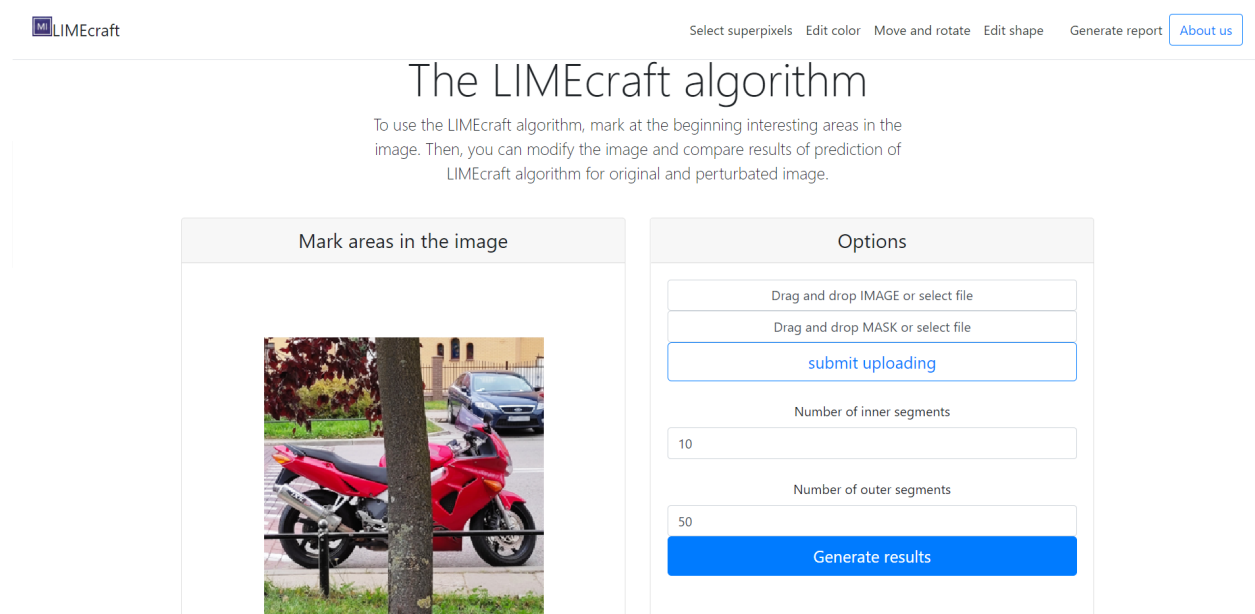 MI LIMEcraft
Select superpixels Edit color Move and rotate Edit shape Generate report About us
The LIMEcraft algorithm
To use the LIMEcraft algorithm, mark at the beginning interesting areas in the
image. Then, you can modify the image and compare results of prediction of
LIMEcraft algorithm for original and perturbated image.
Mark areas in the image
Options
Drag and drop IMAGE or select file
Drag and drop MASK or select file
submit uploading
Number of inner segments
10
Number of outer segments
50
Generate results